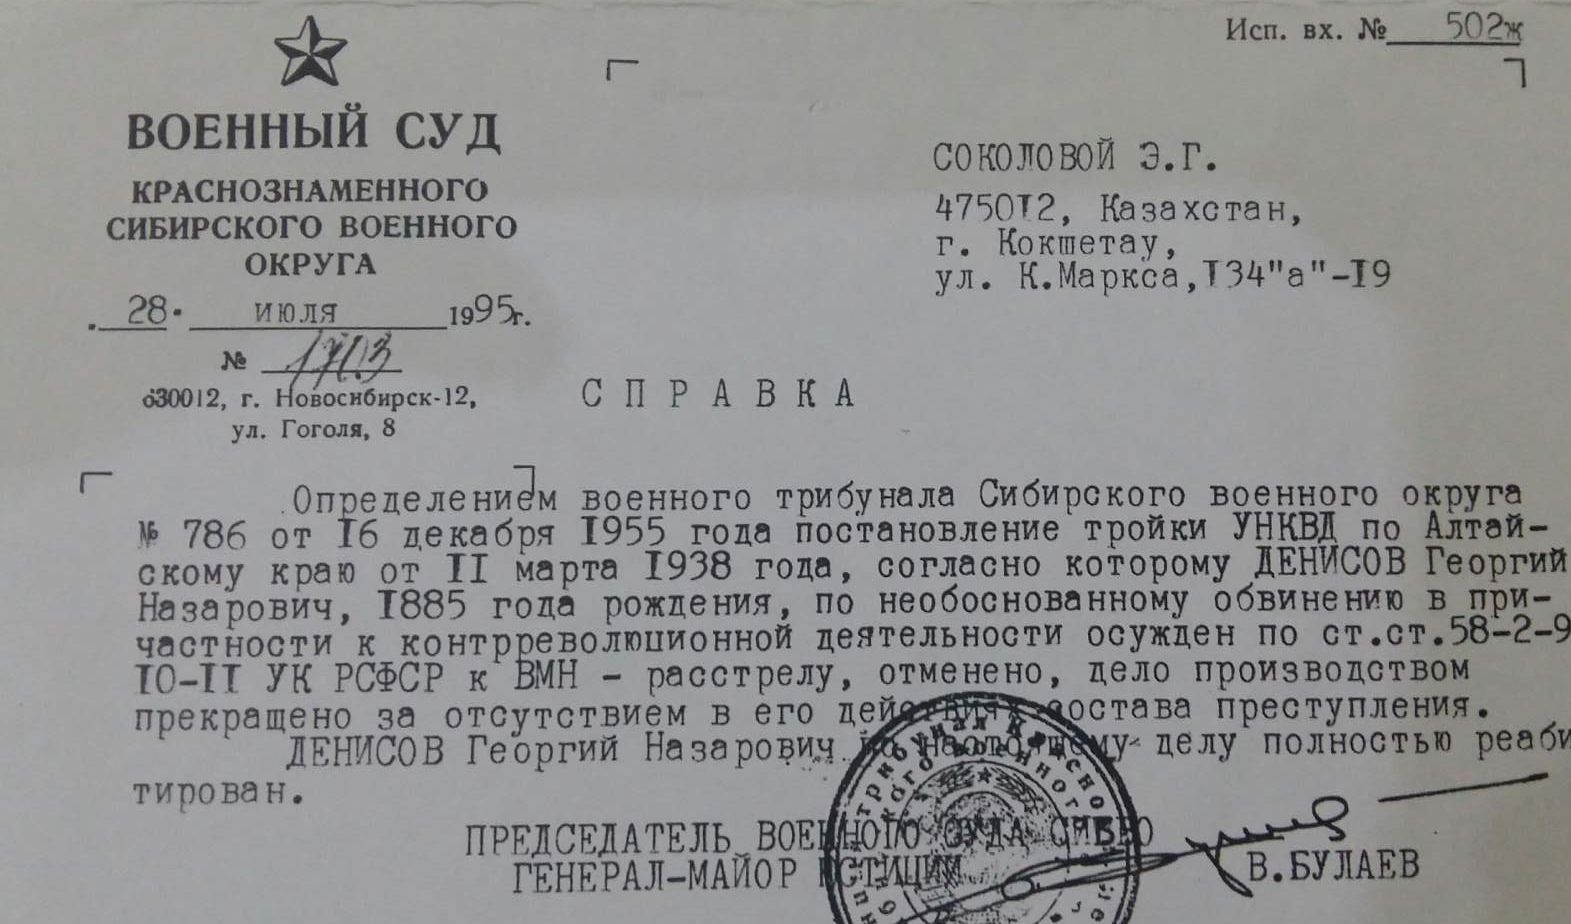 Исп. вх. № 502ж
ВОЕННЫЙ СУД
КРАСНОЗНАМЕННОГО
СИБИРСКОГО ВОЕННОГО
ОКРУГА
28. июля 1995г.
№ 1703
630012, г. Новосибирск-12,
ул. Гоголя, 8
СОКОЛОВОЙ Э.Г.
475012, Казахстан,
г. Кокшетау,
ул. К.Маркса,134"а"-19
СПРАВКА
Определением военного трибунала Сибирского военного округа
№ 786 от 16 декабря 1955 года постановление тройки УНКВД по Алтай-
скому краю от 11 марта 1938 года, согласно которому ДЕНИСОВ Георгий
Назарович, 1885 года рождения, по необоснованному обвинению в при-
частности к контрреволюционной деятельности осужден по ст.ст.58-2-9
10-11 УК РСФСР к ВМН - расстрелу, отменено, дело производством
прекращено за отсутствием в его действиях состава преступления.
ДЕНИСОВ Георгий Назарович по настоящему делу полностью реаби
тирован.
ПРЕДСЕДАТЕЛЬ ВОЕННОГО СУДА СИБВО
ГЕНЕРАЛ-МАЙОР ЮСТИЦИИ
В.БУЛАЕВ